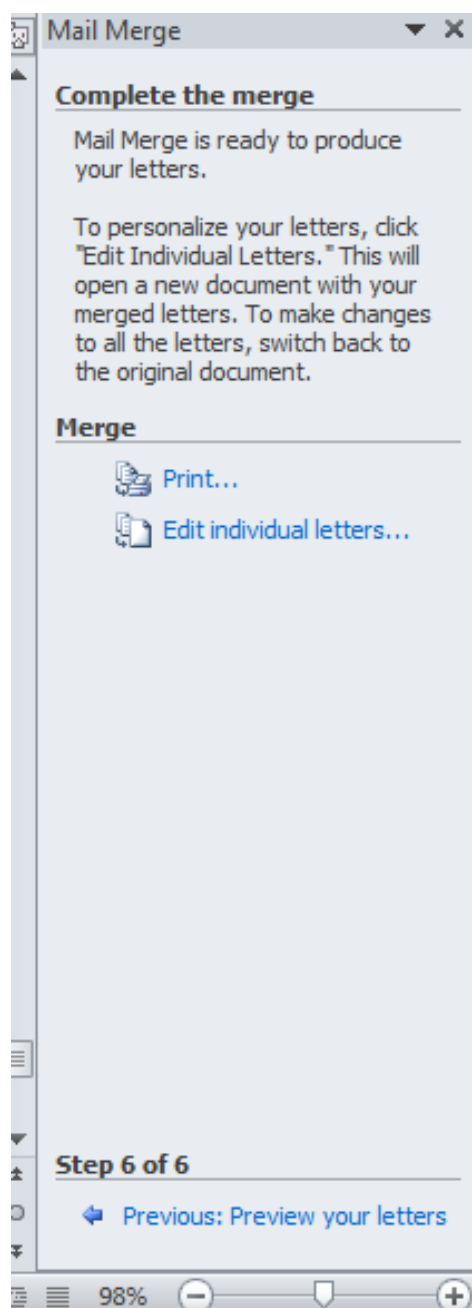 Mail Merge
Complete the merge
Mail Merge is ready to produce
your letters.
To personalize your letters, click
"Edit Individual Letters." This will
open a new document with your
merged letters. To make changes
to all the letters, switch back to
the original document.
Merge
Print...
Edit individual letters...
Step 6 of 6
Previous: Preview your letters
98%